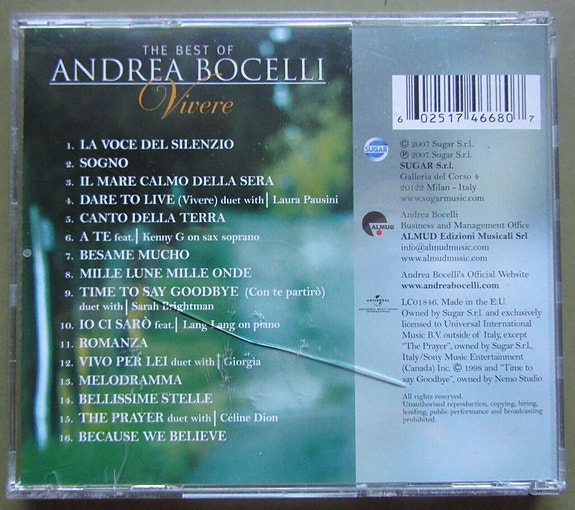 THE BEST OF
ANDREA BOCELLI
Vivere
1. LA VOCE DEL SILENZIO
2. SOGNO
3. IL MARE CALMO DELLA SERA
4. DARE TO LIVE (Vivere) duet with | Laura Pausini
5. CANTO DELLA TERRA
6. A TE feat. | Kenny G on sax soprano
7. BESAME MUCHO
8. MILLE LUNE MILLE ONDE
9. TIME TO SAY GOODBYE (Con te partirò)
duet with | Sarah Brightman
10. IO CI SARÒ feat. | Lang Lang on piano
11. ROMANZA
12. VIVO PER LEI duet with | Giorgia
13. MELODRAMMA
14. BELLISSIME STELLE
15. THE PRAYER duet with | Céline Dion
16. BECAUSE WE BELIEVE
6 02517 46680 7
SUGAR
© 2007 Sugar S.r.l.
℗ 2007 Sugar S.r.l.
SUGAR S.r.l.
Galleria del Corso 4
20122 Milan - Italy
www.sugarmusic.com
ALMUD
Andrea Bocelli
Business and Management Office
ALMUD Edizioni Musicali Srl
info@almudmusic.com
www.almudmusic.com
Andrea Bocelli's Official Website
www.andreabocelli.com
UNIVERSAL
LC01846. Made in the E.U.
Owned by Sugar S.r.l. and exclusively
licensed to Universal International
Music B.V. outside of Italy, except
"The Prayer", owned by Sugar S.r.l.,
Italy/Sony Music Entertainment
(Canada) Inc. © 1998 and "Time to
say Goodbye", owned by Nemo Studio
All rights reserved.
Unauthorised reproduction, copying, hiring,
lending, public performance and broadcasting
prohibited.